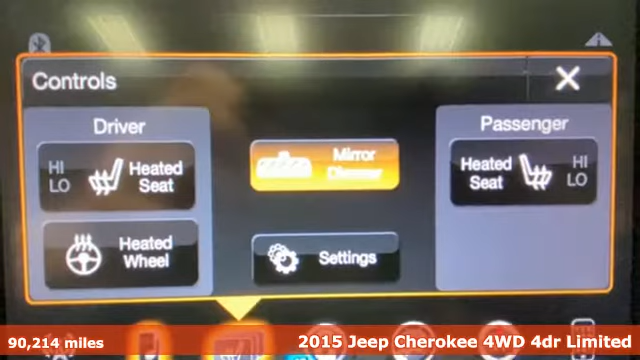 Controls
Driver
Passenger
HI
LO
Heated
Seat
Mirror
Dimmer
Heated
Seat
HI
LO
Heated
Wheel
Settings
90,214 miles
2015 Jeep Cherokee 4WD 4dr Limited